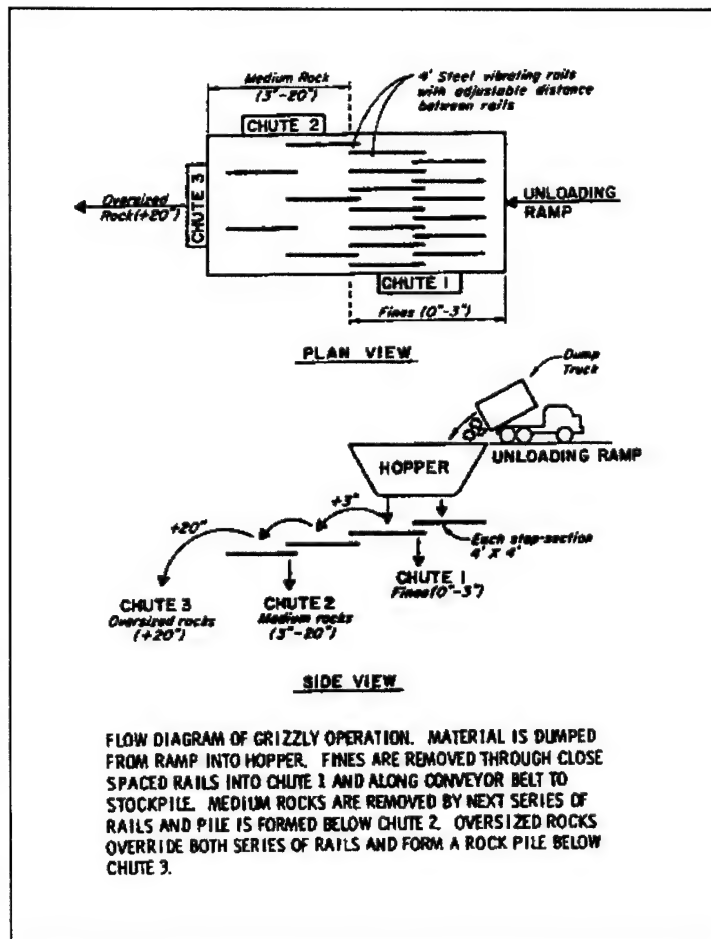 Medium Rock
(3"-20")
4' Steel vibrating rails
with adjustable distance
between rails
CHUTE 2
CHUTE 3
Oversized
Rock(+20")
UNLOADING
RAMP
CHUTE 1
Fines (0"-3")
PLAN VIEW
Dump
Truck
HOPPER
UNLOADING RAMP
+3"
+20"
Each step-section
4' X 4'
CHUTE 1
Fines(0"-3")
CHUTE 3
Oversized rocks
(+20")
CHUTE 2
Medium rocks
(3"-20")
SIDE VIEW
FLOW DIAGRAM OF GRIZZLY OPERATION. MATERIAL IS DUMPED
FROM RAMP INTO HOPPER. FINES ARE REMOVED THROUGH CLOSE
SPACED RAILS INTO CHUTE 1 AND ALONG CONVEYOR BELT TO
STOCKPILE. MEDIUM ROCKS ARE REMOVED BY NEXT SERIES OF
RAILS AND PILE IS FORMED BELOW CHUTE 2. OVERSIZED ROCKS
OVERRIDE BOTH SERIES OF RAILS AND FORM A ROCK PILE BELOW
CHUTE 3.